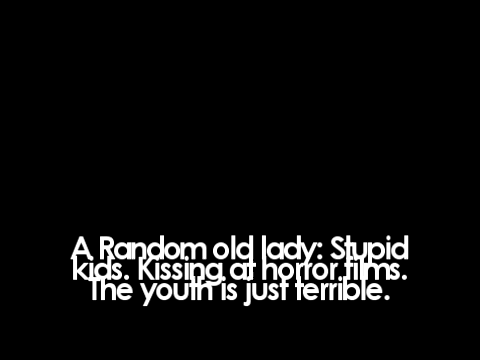 A Random old lady: Stupid
kids. Kissing at horror films.
The youth is just terrible.